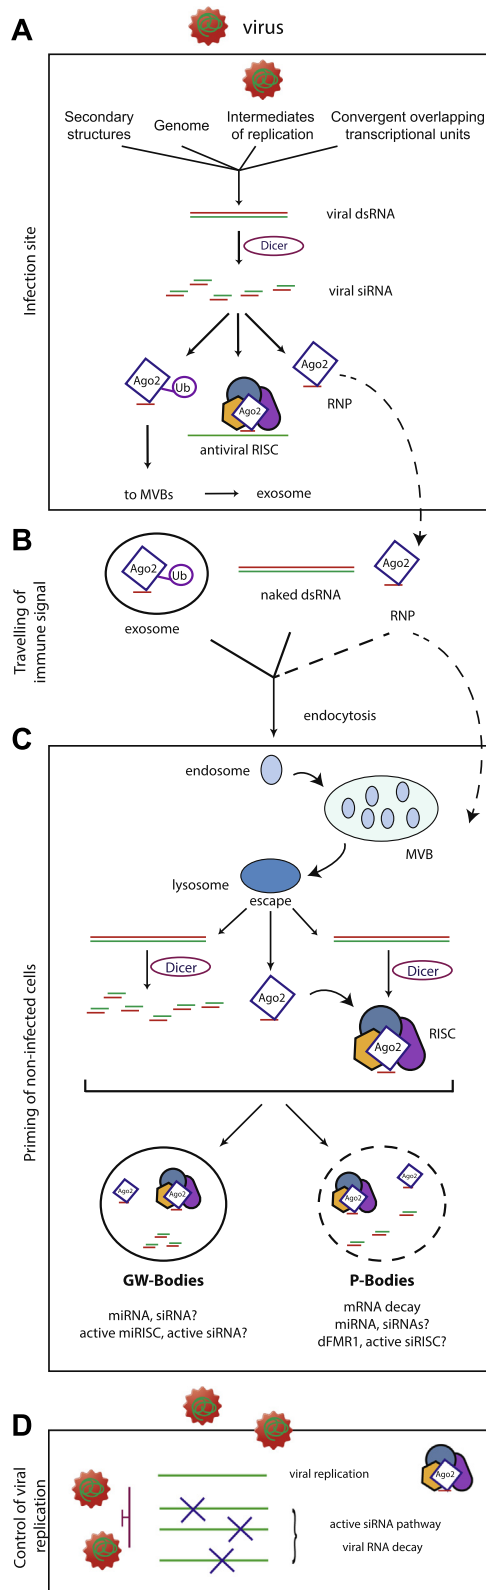 A
virus
Infection site
Secondary
structures
Genome
Intermediates
of replication
Convergent overlapping
transcriptional units
viral dsRNA
Dicer
viral siRNA
Ago2
Ub
Ago2
Ago2
RNP
antiviral RISC
to MVBs
exosome
B
Travelling of
immune signal
Ago2
Ub
exosome
naked dsRNA
Ago2
RNP
endocytosis
C
Priming of non-infected cells
endosome
MVB
lysosome
escape
Dicer
Dicer
Ago2
Ago2
RISC
Ago2
Ago2
Ago2
Ago2
GW-Bodies
miRNA, siRNA?
active miRISC, active siRNA?
P-Bodies
mRNA decay
miRNA, siRNAs?
dFMR1, active siRISC?
D
Control of viral
replication
viral replication
Ago2
active siRNA pathway
viral RNA decay